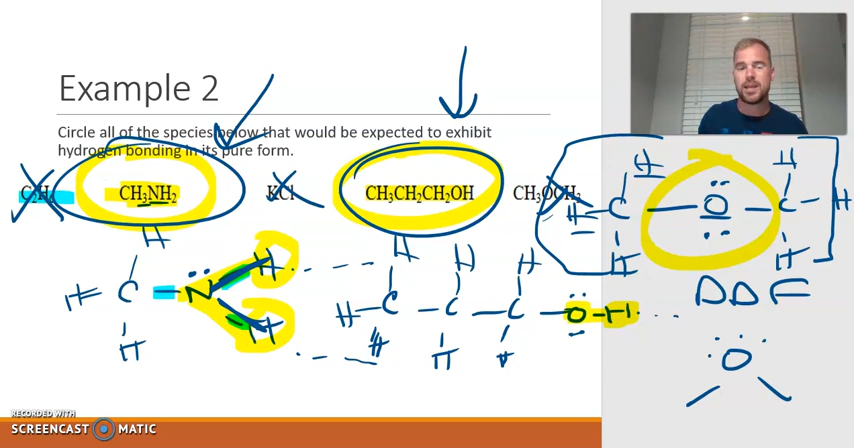 Example 2
Circle all of the species below that would be expected to exhibit
hydrogen bonding in its pure form.
CH3NH2 KCl CH3CH2CH2OH CH3OCH3
H H
H C O C H
H H
DDF
H H H H
H C N H
H H
H C C C O H
H H
O
RECORDED WITH
SCREENCAST MATIC